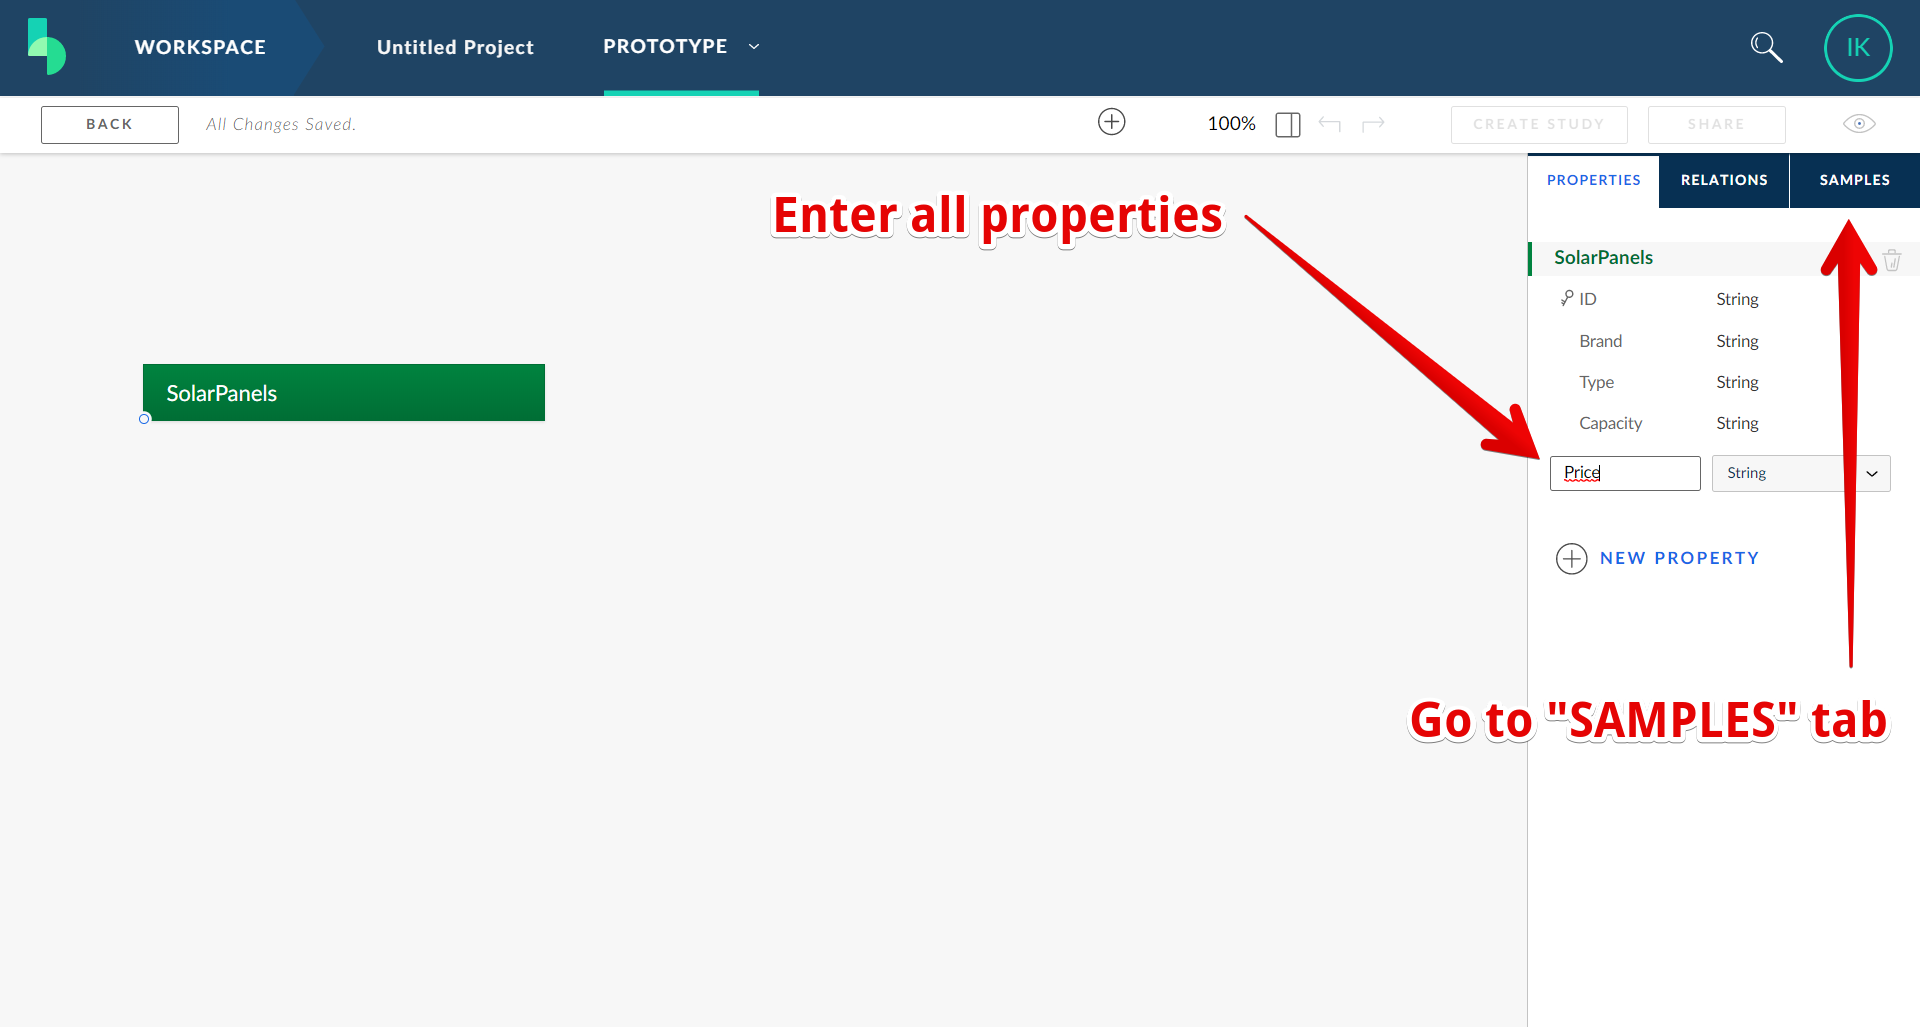 WORKSPACE
Untitled Project
PROTOTYPE
IK
BACK
All Changes Saved.
100%
CREATE STUDY
SHARE
PROPERTIES
RELATIONS
SAMPLES
Enter all properties
SolarPanels
SolarPanels
ID String
Brand String
Type String
Capacity String
Price String
NEW PROPERTY
Go to "SAMPLES" tab